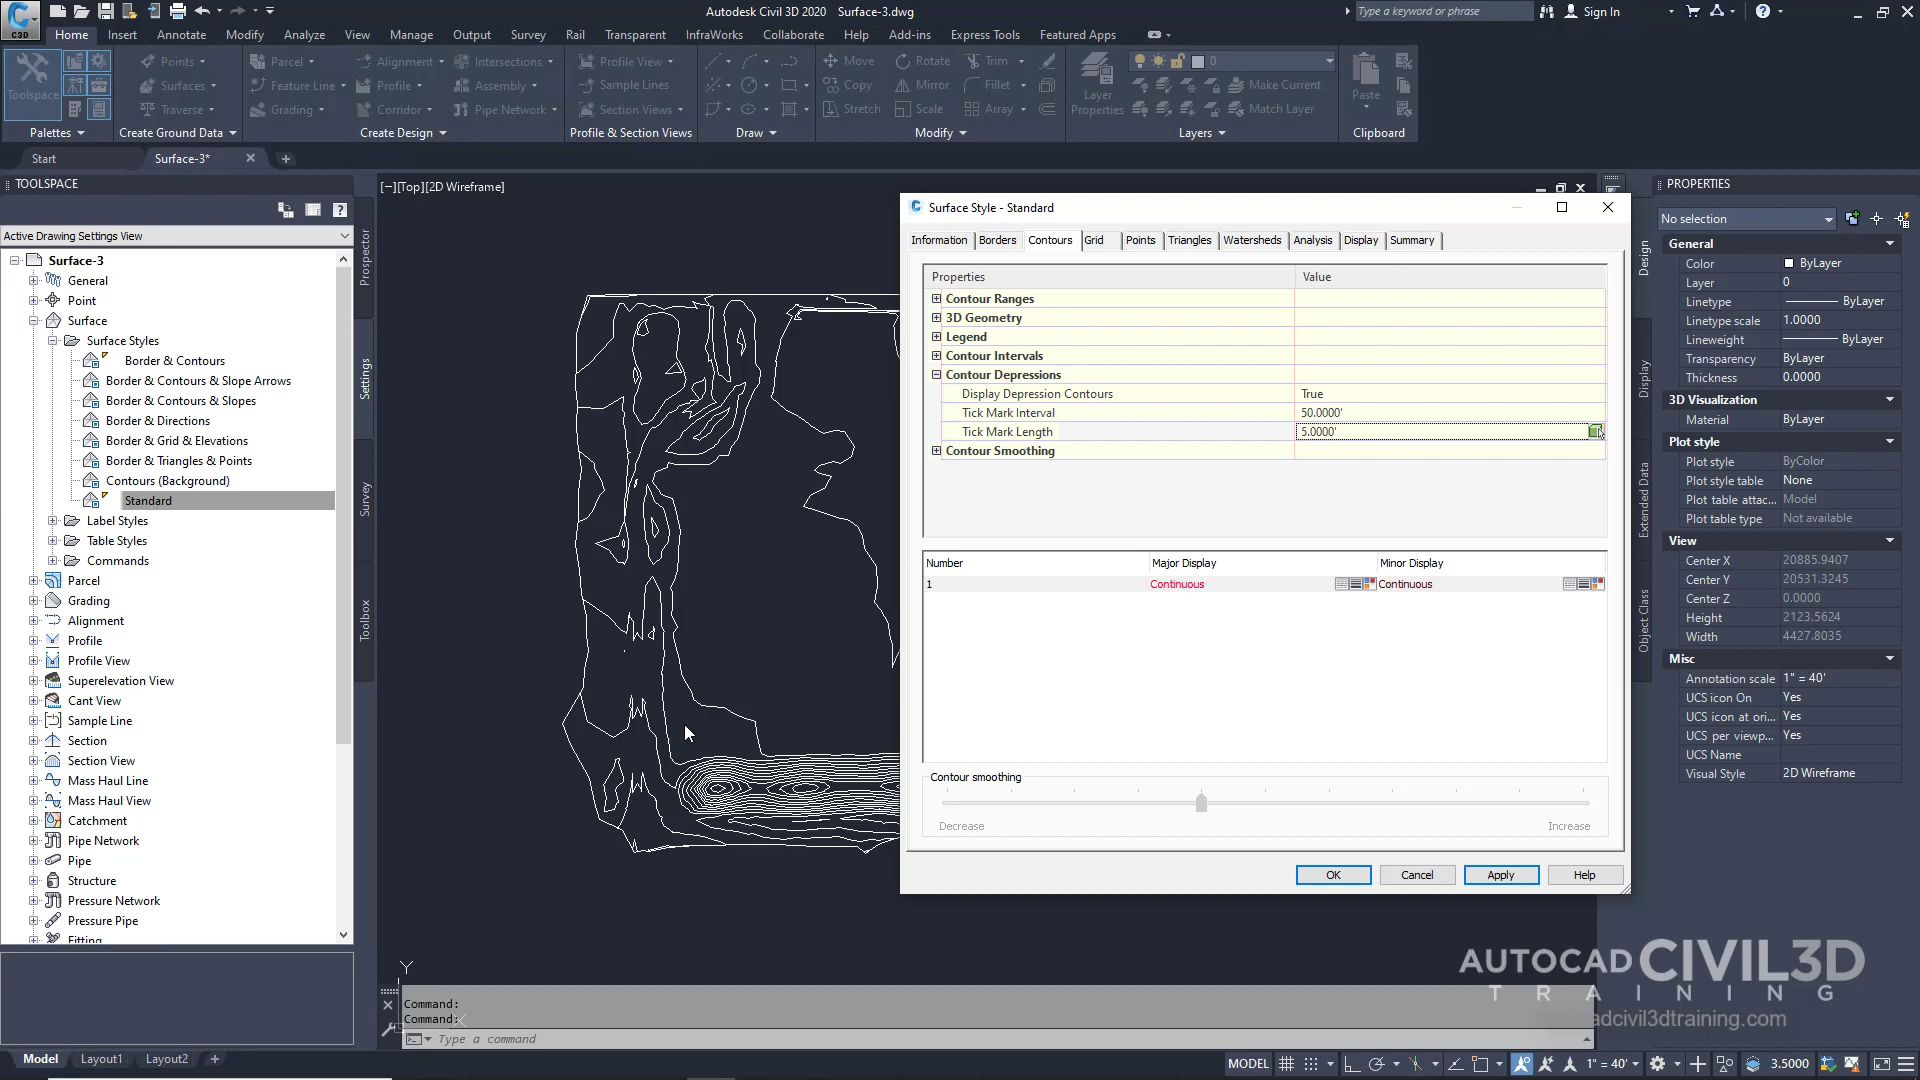 Autodesk Civil 3D 2020 Surface-3.dwg
Type a keyword or phrase
Sign In
C3D
Home Insert Annotate Modify Analyze View Manage Output Survey Rail Transparent InfraWorks Collaborate Help Add-ins Express Tools Featured Apps
Toolspace
Points
Surfaces
Traverse
Parcel
Feature Line
Grading
Alignment
Profile
Corridor
Intersections
Assembly
Pipe Network
Profile View
Sample Lines
Section Views
Move
Copy
Stretch
Rotate
Mirror
Scale
Trim
Fillet
Array
Layer Properties
0
Make Current
Match Layer
Paste
Palettes Create Ground Data Create Design Profile & Section Views Draw Modify Layers Clipboard
Start Surface-3*
TOOLSPACE
Active Drawing Settings View
Surface-3
General
Point
Surface
Surface Styles
Border & Contours
Border & Contours & Slope Arrows
Border & Contours & Slopes
Border & Directions
Border & Grid & Elevations
Border & Triangles & Points
Contours (Background)
Standard
Label Styles
Table Styles
Commands
Parcel
Grading
Alignment
Profile
Profile View
Superelevation View
Cant View
Sample Line
Section
Section View
Mass Haul Line
Mass Haul View
Catchment
Pipe Network
Pipe
Structure
Pressure Network
Pressure Pipe
Fitting
Prospector
Settings
Survey
Toolbox
[–][Top][2D Wireframe]
Y
X
Surface Style - Standard
Information Borders Contours Grid Points Triangles Watersheds Analysis Display Summary
Properties Value
Contour Ranges
3D Geometry
Legend
Contour Intervals
Contour Depressions
Display Depression Contours True
Tick Mark Interval 50.0000'
Tick Mark Length 5.0000'
Contour Smoothing
Number Major Display Minor Display
1 Continuous Continuous
Contour smoothing
Decrease Increase
OK Cancel Apply Help
Design
Display
Extended Data
Object Class
PROPERTIES
No selection
General
Color ByLayer
Layer 0
Linetype ByLayer
Linetype scale 1.0000
Lineweight ByLayer
Transparency ByLayer
Thickness 0.0000
3D Visualization
Material ByLayer
Plot style
Plot style ByColor
Plot style table None
Plot table attac... Model
Plot table type Not available
View
Center X 20885.9407
Center Y 20531.3245
Center Z 0.0000
Height 2123.5624
Width 4427.8035
Misc
Annotation scale 1" = 40'
UCS icon On Yes
UCS icon at ori... Yes
UCS per viewp... Yes
UCS Name
Visual Style 2D Wireframe
AUTOCAD CIVIL3D
TRAINING
adcivil3dtraining.com
Command:
Command:
Type a command
Model Layout1 Layout2
MODEL 1" = 40' 3.5000